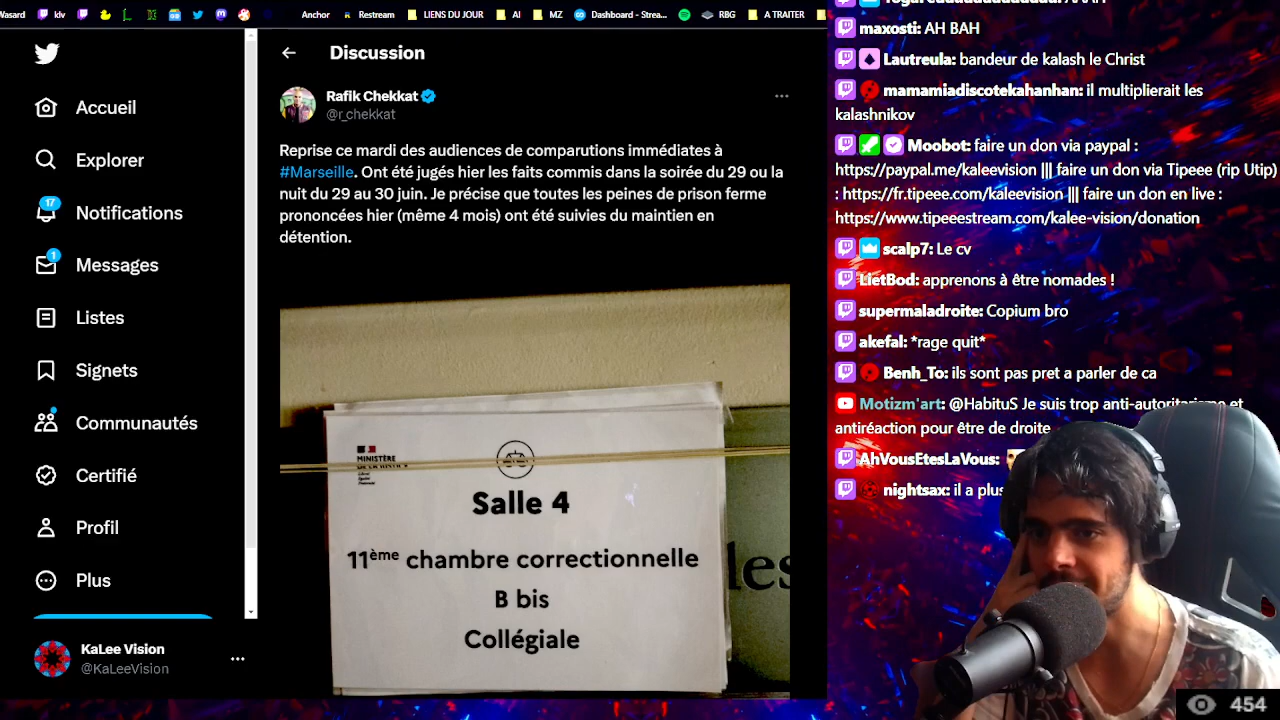 Wasard
klv
Anchor
Restream
LIENS DU JOUR
AI
MZ
Dashboard - Strea...
RBG
A TRAITER
Accueil
Explorer
17
Notifications
1
Messages
Listes
Signets
Communautés
Certifié
Profil
Plus
KaLee Vision
@KaLeeVision
Discussion
Rafik Chekkat
@r_chekkat
Reprise ce mardi des audiences de comparutions immédiates à
#Marseille. Ont été jugés hier les faits commis dans la soirée du 29 ou la
nuit du 29 au 30 juin. Je précise que toutes les peines de prison ferme
prononcées hier (même 4 mois) ont été suivies du maintien en
détention.
MINISTÈRE
Salle 4
11ème chambre correctionnelle
B bis
Collégiale
les
maxosti: AH BAH
Lautreula: bandeur de kalash le Christ
mamamiadiscotekahanhan: il multiplierait les
kalashnikov
Moobot: faire un don via paypal :
https://paypal.me/kaleevision ||| faire un don via Tipeee (rip Utip)
: https://fr.tipeee.com/kaleevision ||| faire un don en live :
https://www.tipeeestream.com/kalee-vision/donation
scalp7: Le cv
LietBod: apprenons à être nomades !
supermaladroite: Copium bro
akefal: *rage quit*
Benh_To: ils sont pas pret a parler de ca
Motizm'art: @HabituS Je suis trop anti-autoritarisme et
antiréaction pour être de droite
AhVousEtesLaVous:
nightsax: il a plus
454